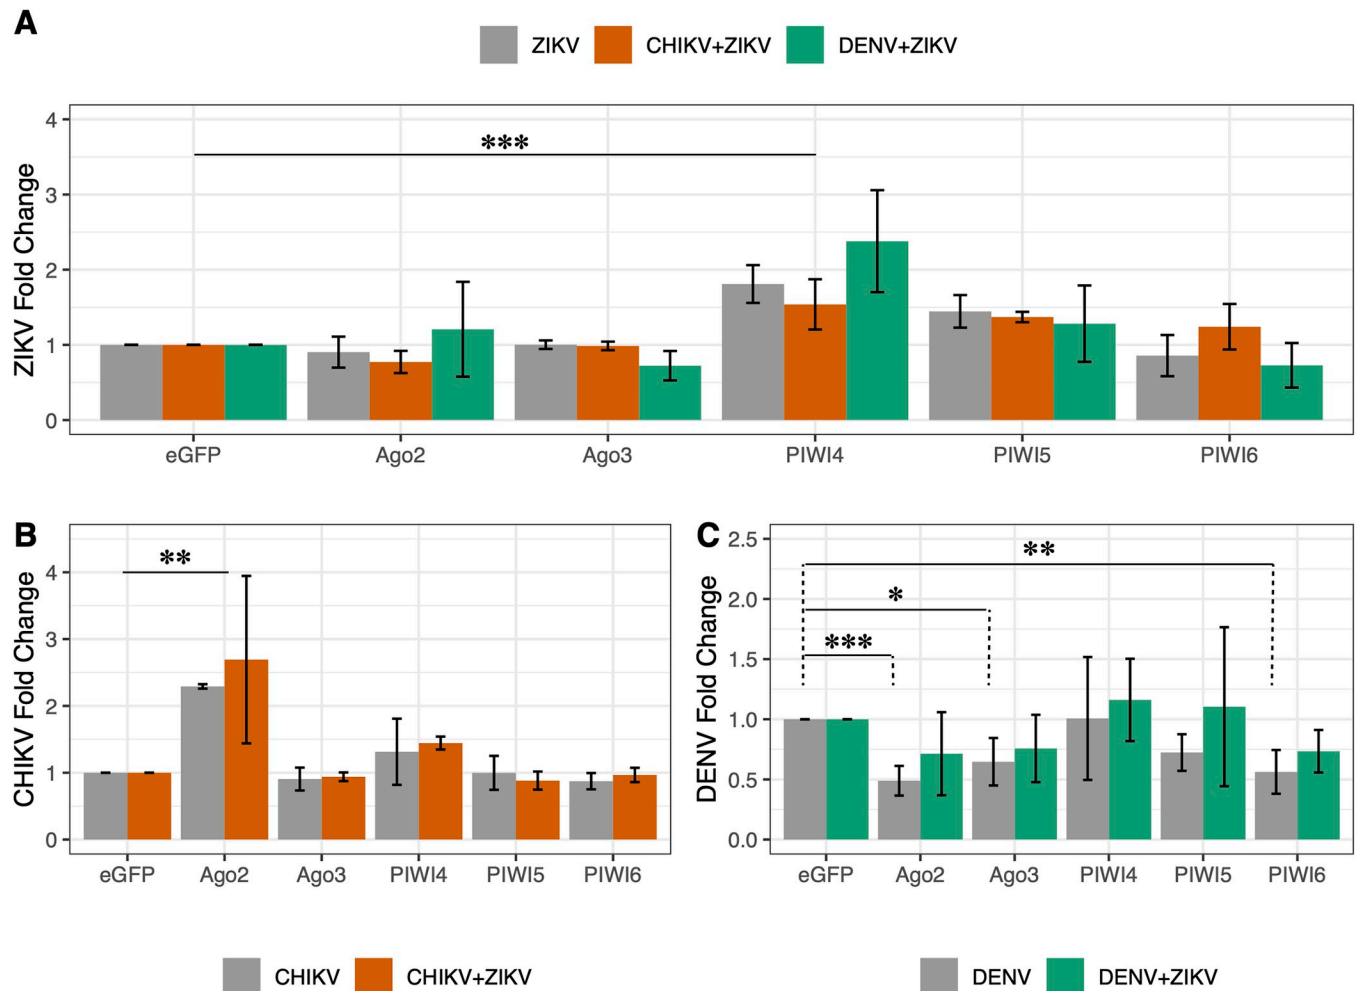 A
ZIKV CHIKV+ZIKV DENV+ZIKV
ZIKV Fold Change
4
3
2
1
0
***
eGFP Ago2 Ago3 PIWI4 PIWI5 PIWI6
B
CHIKV Fold Change
4
3
2
1
0
**
eGFP Ago2 Ago3 PIWI4 PIWI5 PIWI6
CHIKV CHIKV+ZIKV
C
DENV Fold Change
2.5
2.0
1.5
1.0
0.5
0.0
**
*
***
eGFP Ago2 Ago3 PIWI4 PIWI5 PIWI6
DENV DENV+ZIKV